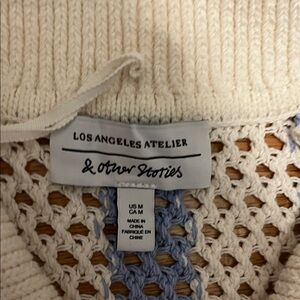 LOS ANGELES ATELIER
& Other Stories
US M
CA M
MADE IN
CHINA
FABRIQUÉ EN
CHINE